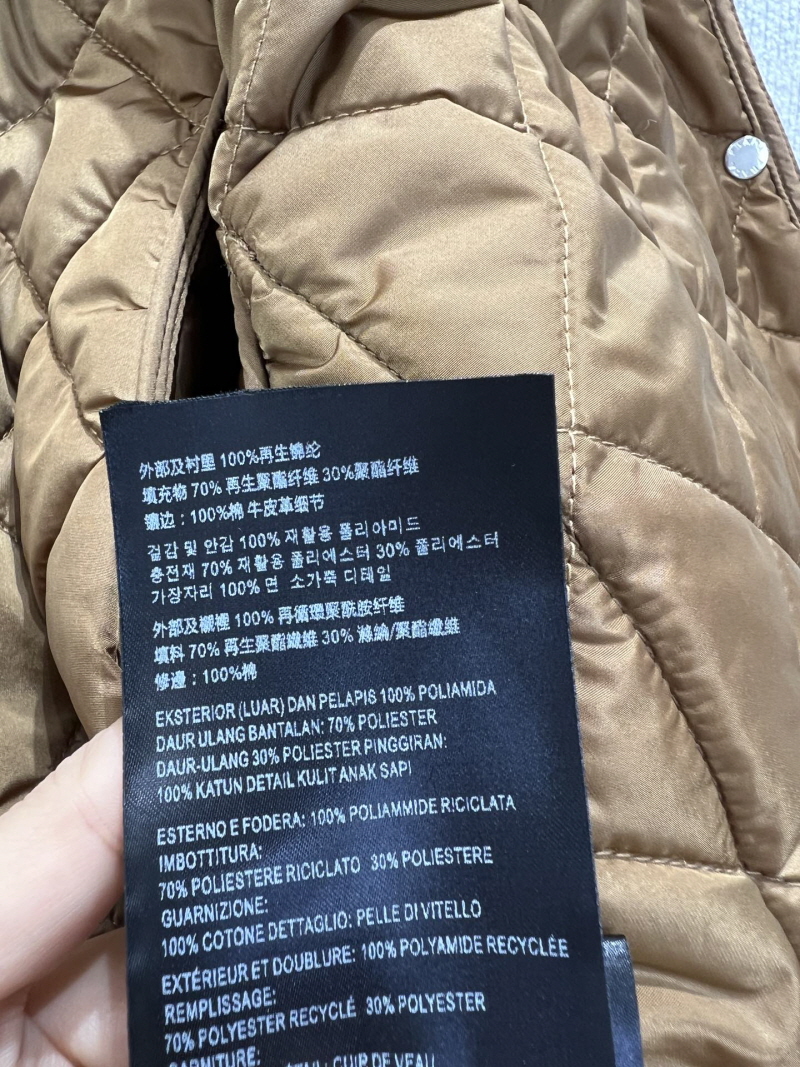 外部及衬里 100%再生锦纶
填充物 70% 再生聚酯纤维 30%聚酯纤维
镶边：100%棉 牛皮革细节
겉감 및 안감 100% 재활용 폴리아미드
충전재 70% 재활용 폴리에스터 30% 폴리에스터
가장자리 100% 면 소가죽 디테일
外部及襯裡 100% 再循環聚酰胺纤维
填料 70% 再生聚酯纖維 30% 滌綸/聚酯纖維
修邊：100%棉
EKSTERIOR (LUAR) DAN PELAPIS 100% POLIAMIDA
DAUR ULANG BANTALAN: 70% POLIESTER
DAUR-ULANG 30% POLIESTER PINGGIRAN:
100% KATUN DETAIL KULIT ANAK SAPI
ESTERNO E FODERA: 100% POLIAMMIDE RICICLATA
IMBOTTITURA:
70% POLIESTERE RICICLATO 30% POLIESTERE
GUARNIZIONE:
100% COTONE DETTAGLIO: PELLE DI VITELLO
EXTÉRIEUR ET DOUBLURE: 100% POLYAMIDE RECYCLÉE
REMPLISSAGE:
70% POLYESTER RECYCLÉ 30% POLYESTER
GARNITURE:
CUIR DE VEAU